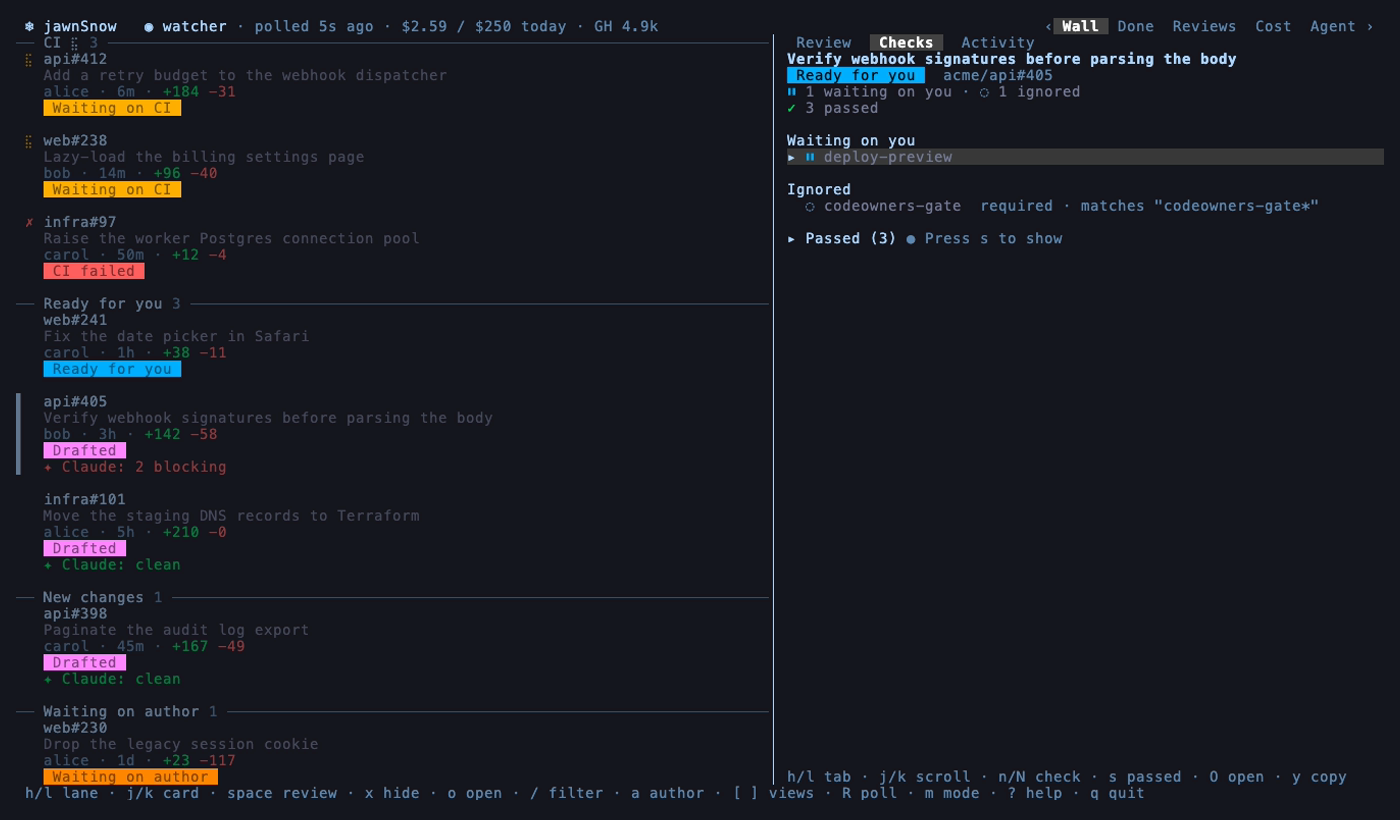 ❄ jawnSnow ◉ watcher · polled 5s ago · $2.59 / $250 today · GH 4.9k
‹ Wall Done Reviews Cost Agent ›
CI ⣯ 3
api#412
Add a retry budget to the webhook dispatcher
alice · 6m · +184 −31
Waiting on CI
web#238
Lazy-load the billing settings page
bob · 14m · +96 −40
Waiting on CI
✗ infra#97
Raise the worker Postgres connection pool
carol · 50m · +12 −4
CI failed
Ready for you 3
web#241
Fix the date picker in Safari
carol · 1h · +38 −11
Ready for you
api#405
Verify webhook signatures before parsing the body
bob · 3h · +142 −58
Drafted
✦ Claude: 2 blocking
infra#101
Move the staging DNS records to Terraform
alice · 5h · +210 −0
Drafted
✦ Claude: clean
New changes 1
api#398
Paginate the audit log export
carol · 45m · +167 −49
Drafted
✦ Claude: clean
Waiting on author 1
web#230
Drop the legacy session cookie
alice · 1d · +23 −117
Waiting on author
Review Checks Activity
Verify webhook signatures before parsing the body
Ready for you acme/api#405
1 waiting on you · ◌ 1 ignored
✓ 3 passed
Waiting on you
▸ deploy-preview
Ignored
◌ codeowners-gate required · matches "codeowners-gate*"
▸ Passed (3) ● Press s to show
h/l tab · j/k scroll · n/N check · s passed · O open · y copy
h/l lane · j/k card · space review · x hide · o open · / filter · a author · [ ] views · R poll · m mode · ? help · q quit